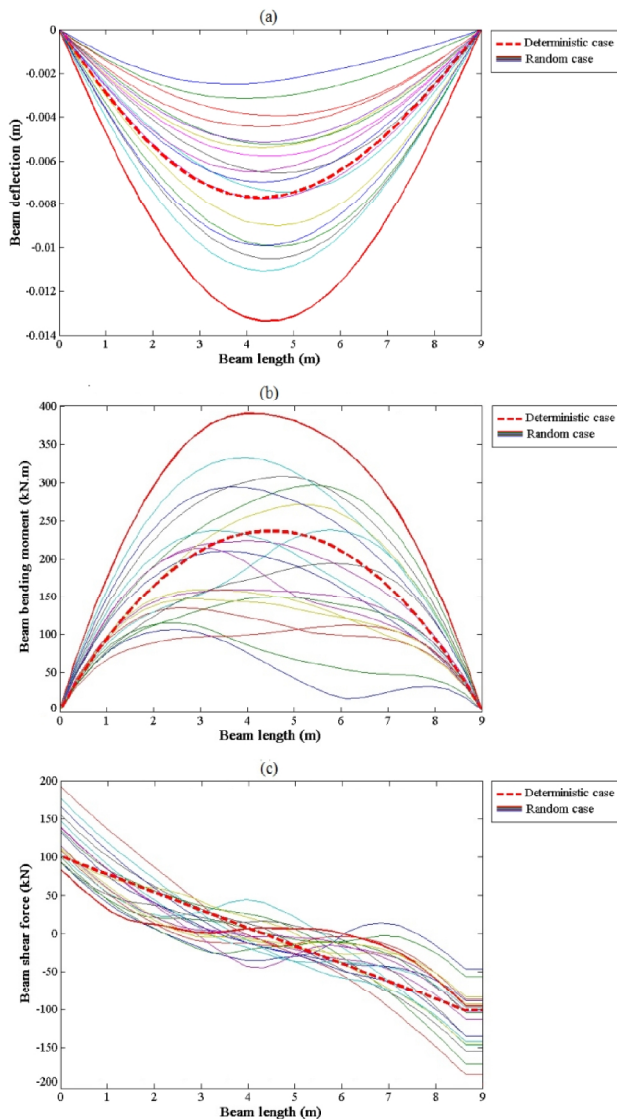 (a)
0
-0.002
-0.004
-0.006
-0.008
-0.01
-0.012
-0.014
Beam deflection (m)
0 1 2 3 4 5 6 7 8 9
Beam length (m)
Deterministic case
Random case
(b)
400
350
300
250
200
150
100
50
0
Beam bending moment (kN.m)
0 1 2 3 4 5 6 7 8 9
Beam length (m)
Deterministic case
Random case
(c)
200
150
100
50
0
-50
-100
-150
-200
Beam shear force (kN)
0 1 2 3 4 5 6 7 8 9
Beam length (m)
Deterministic case
Random case